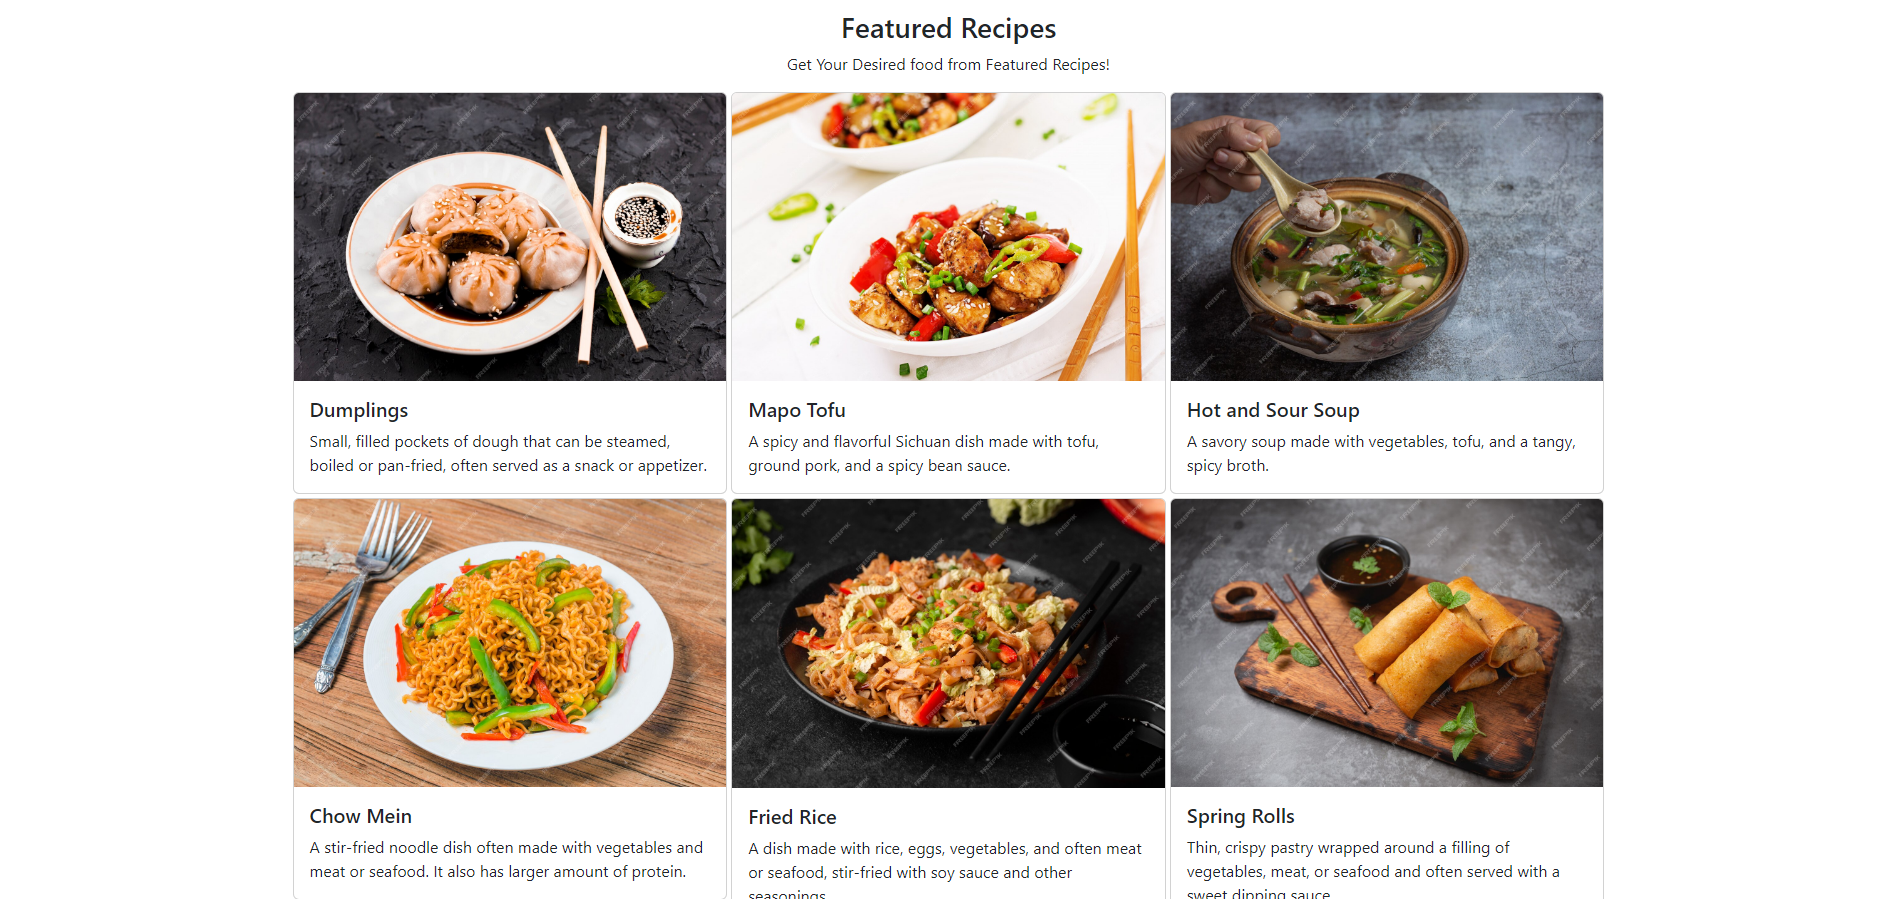 Featured Recipes
Get Your Desired food from Featured Recipes!
Dumplings
Small, filled pockets of dough that can be steamed,
boiled or pan-fried, often served as a snack or appetizer.
Mapo Tofu
A spicy and flavorful Sichuan dish made with tofu,
ground pork, and a spicy bean sauce.
Hot and Sour Soup
A savory soup made with vegetables, tofu, and a tangy,
spicy broth.
Chow Mein
A stir-fried noodle dish often made with vegetables and
meat or seafood. It also has larger amount of protein.
Fried Rice
A dish made with rice, eggs, vegetables, and often meat
or seafood, stir-fried with soy sauce and other
seasonings.
Spring Rolls
Thin, crispy pastry wrapped around a filling of
vegetables, meat, or seafood and often served with a
sweet dipping sauce.